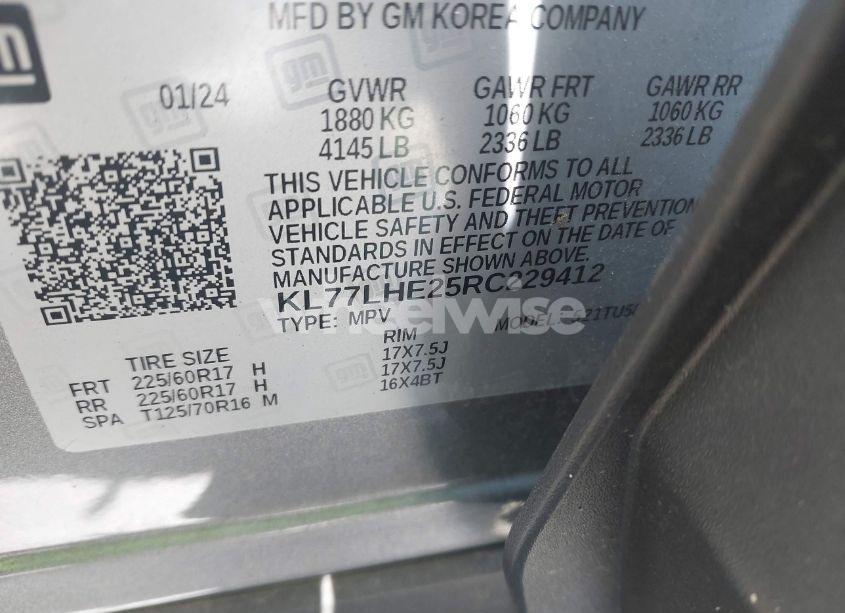 gm
MFD BY GM KOREA COMPANY
01/24
GVWR GAWR FRT GAWR RR
1880 KG 1060 KG 1060 KG
4145 LB 2336 LB 2336 LB
THIS VEHICLE CONFORMS TO ALL
APPLICABLE U.S. FEDERAL MOTOR
VEHICLE SAFETY AND THEFT PREVENTION
STANDARDS IN EFFECT ON THE DATE OF
MANUFACTURE SHOWN ABOVE.
KL77LHE25RC229412
wheelwise
TYPE: MPV MODEL:
TIRE SIZE RIM
FRT 225/60R17 H 17X7.5J
RR 225/60R17 H 17X7.5J
SPA T125/70R16 M 16X4BT